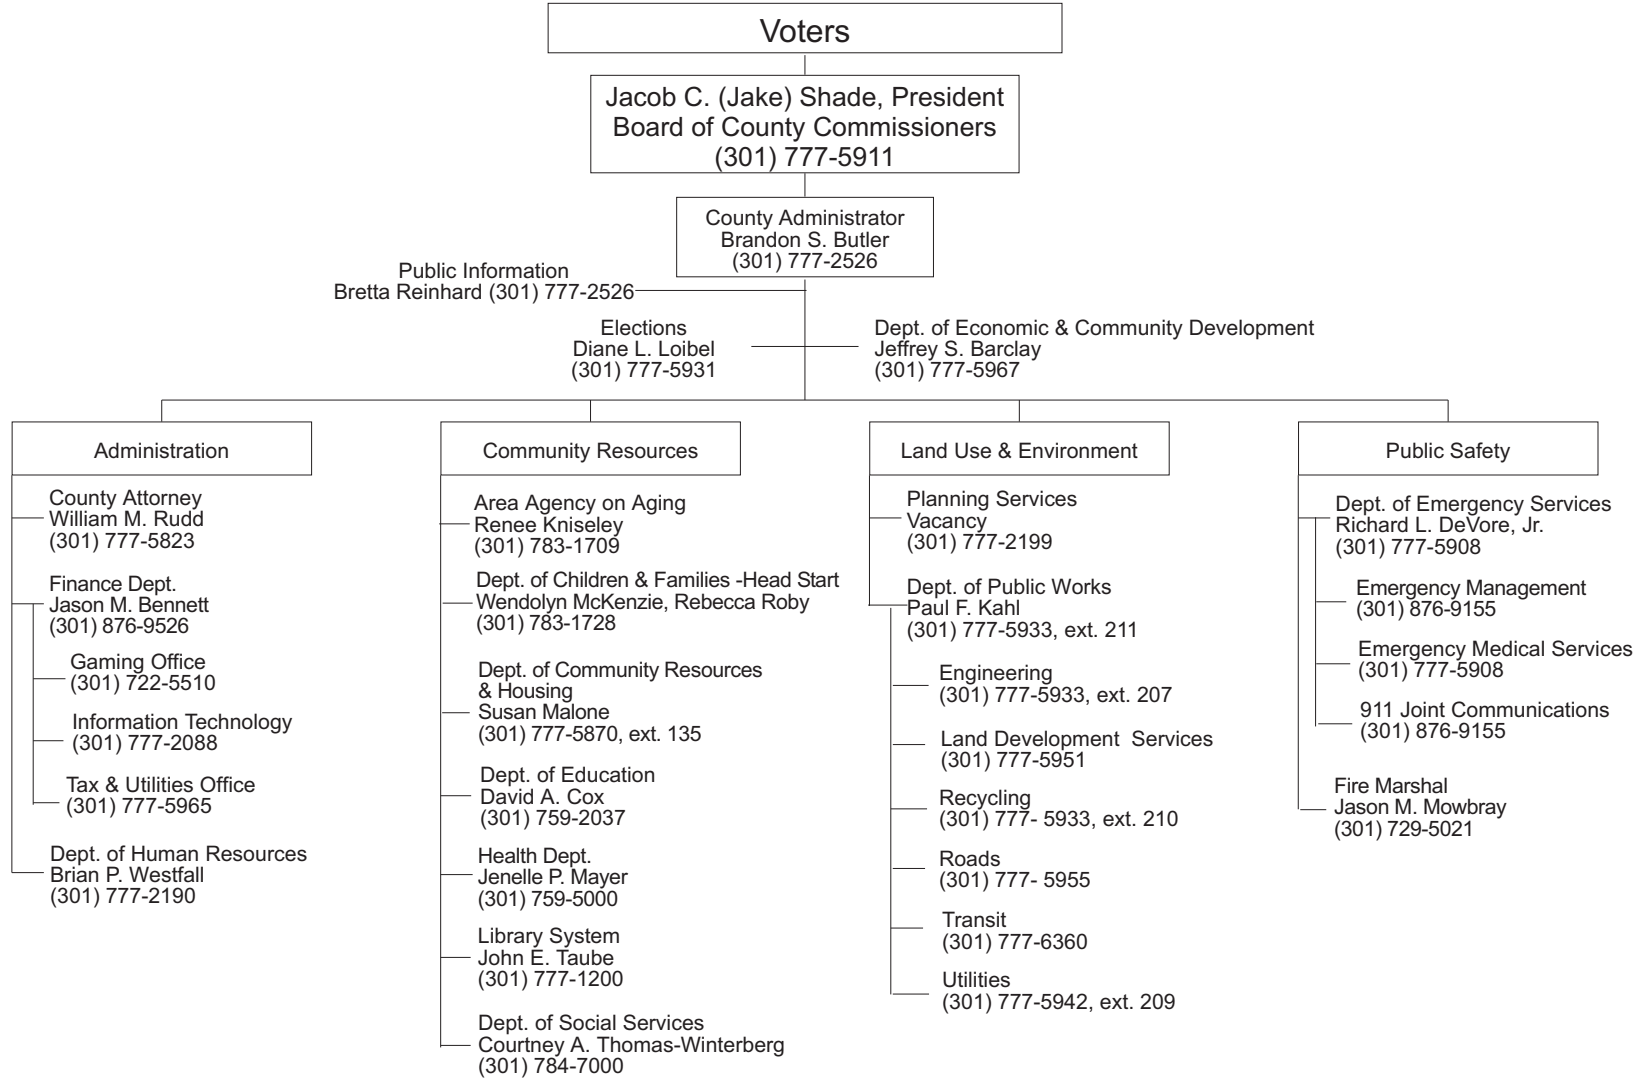 Voters
Jacob C. (Jake) Shade, President
Board of County Commissioners
(301) 777-5911
County Administrator
Brandon S. Butler
(301) 777-2526
Public Information
Bretta Reinhard (301) 777-2526
Elections
Diane L. Loibel
(301) 777-5931
Dept. of Economic & Community Development
Jeffrey S. Barclay
(301) 777-5967
Administration
County Attorney
William M. Rudd
(301) 777-5823
Finance Dept.
Jason M. Bennett
(301) 876-9526
Gaming Office
(301) 722-5510
Information Technology
(301) 777-2088
Tax & Utilities Office
(301) 777-5965
Dept. of Human Resources
Brian P. Westfall
(301) 777-2190
Community Resources
Area Agency on Aging
Renee Kniseley
(301) 783-1709
Dept. of Children & Families -Head Start
Wendolyn McKenzie, Rebecca Roby
(301) 783-1728
Dept. of Community Resources
& Housing
Susan Malone
(301) 777-5870, ext. 135
Dept. of Education
David A. Cox
(301) 759-2037
Health Dept.
Jenelle P. Mayer
(301) 759-5000
Library System
John E. Taube
(301) 777-1200
Dept. of Social Services
Courtney A. Thomas-Winterberg
(301) 784-7000
Land Use & Environment
Planning Services
Vacancy
(301) 777-2199
Dept. of Public Works
Paul F. Kahl
(301) 777-5933, ext. 211
Engineering
(301) 777-5933, ext. 207
Land Development  Services
(301) 777-5951
Recycling
(301) 777- 5933, ext. 210
Roads
(301) 777- 5955
Transit
(301) 777-6360
Utilities
(301) 777-5942, ext. 209
Public Safety
Dept. of Emergency Services
Richard L. DeVore, Jr.
(301) 777-5908
Emergency Management
(301) 876-9155
Emergency Medical Services
(301) 777-5908
911 Joint Communications
(301) 876-9155
Fire Marshal
Jason M. Mowbray
(301) 729-5021